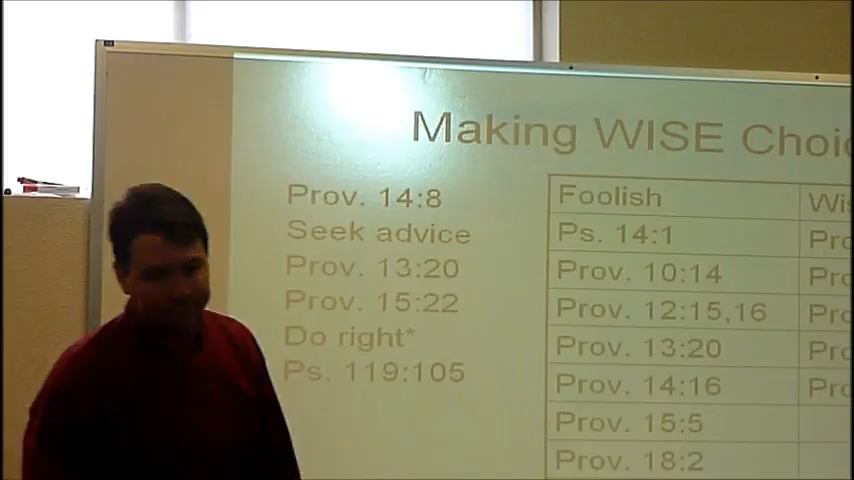 Making WISE
Prov. 14:8
Seek advice
Prov. 13:20
Prov. 15:22
Do right*
Ps. 119:105
Foolish
Ps. 14:1
Prov. 10:14
Prov. 12:15,16
Prov. 13:20
Prov. 14:16
Prov. 15:5
Prov. 18:2